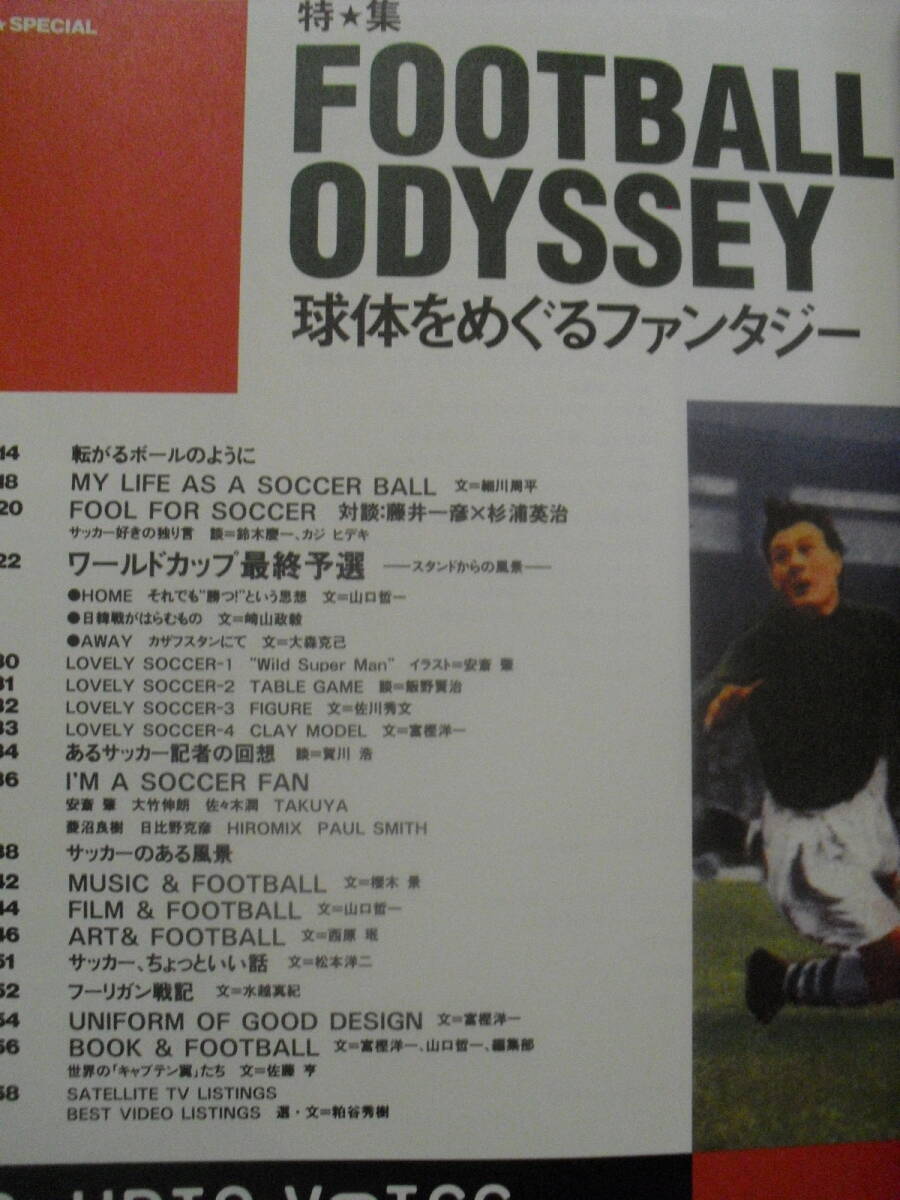 ★SPECIAL
特★集
FOOTBALL
ODYSSEY
球体をめぐるファンタジー
14 転がるボールのように
18 MY LIFE AS A SOCCER BALL 文=細川周平
20 FOOL FOR SOCCER 対談:藤井一彦×杉浦英治
サッカー好きの独り言 談=鈴木慶一、カジ ヒデキ
22 ワールドカップ最終予選 ——スタンドからの風景——
●HOME それでも"勝つ!"という思想 文=山口哲一
●日韓戦がはらむもの 文=崎山政毅
●AWAY カザフスタンにて 文=大森克己
30 LOVELY SOCCER-1 "Wild Super Man" イラスト=安斎 肇
31 LOVELY SOCCER-2 TABLE GAME 談=飯野賢治
32 LOVELY SOCCER-3 FIGURE 文=佐川秀文
33 LOVELY SOCCER-4 CLAY MODEL 文=富樫洋一
34 あるサッカー記者の回想 談=賀川 浩
36 I'M A SOCCER FAN
安斎 肇 大竹伸朗 佐々木潤 TAKUYA
菱沼良樹 日比野克彦 HIROMIX PAUL SMITH
38 サッカーのある風景
42 MUSIC & FOOTBALL 文=櫻木 景
44 FILM & FOOTBALL 文=山口哲一
46 ART& FOOTBALL 文=西原 珉
51 サッカー、ちょっといい話 文=松本洋二
52 フーリガン戦記 文=水越真紀
54 UNIFORM OF GOOD DESIGN 文=富樫洋一
56 BOOK & FOOTBALL 文=富樫洋一、山口哲一、編集部
世界の「キャプテン翼」たち 文=佐藤 亨
58 SATELLITE TV LISTINGS
BEST VIDEO LISTINGS 選・文=粕谷秀樹